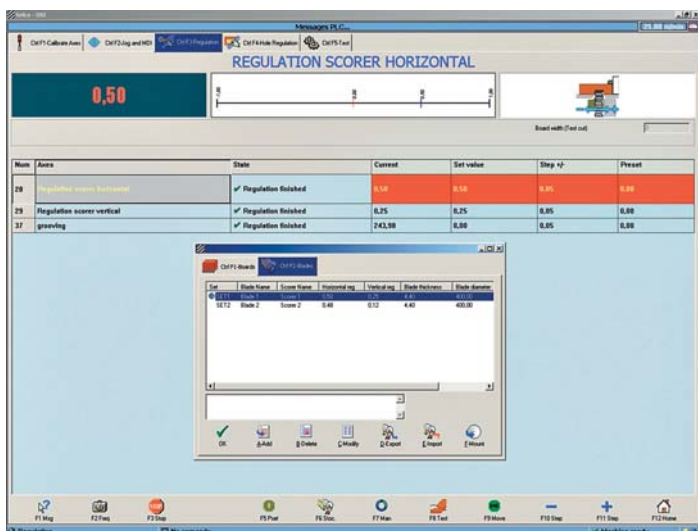 Messages PLC...
Ctrl F1-Calibrate Axes Ctrl F2-Jog and MDI Ctrl F3-Regulation Ctrl F4-Hole Regulation Ctrl F5-Test
REGULATION SCORER HORIZONTAL
0,50
Board width (Test cut)
Num Axes State Current Set value Step +/- Preset
28 Regulation scorer horizontal Regulation finished 0,50 0,50 0,05 0,00
29 Regulation scorer vertical Regulation finished 0,25 0,25 0,05 0,00
37 grooving Regulation finished 243,98 0,00 0,05 0,00
Ctrl F1-Boards Ctrl F2-Blades
Set Blade Name Scorer Name Horizontal reg Vertical reg Blade thickness Blade diameter
SET1 Blade 1 Scorer 1 0,50 0,25 4,40 400,00
SET2 Blade 2 Scorer 2 0,48 0,12 4,40 400,00
OK A-Add B-Delete C-Modify D-Export E-Import F-Mount
F1 Msg F2 Freq F3 Stop F5 Pset F6 Stoc. F7 Man. F8 Test F9 Move F10 Step F11 Step F12 Home